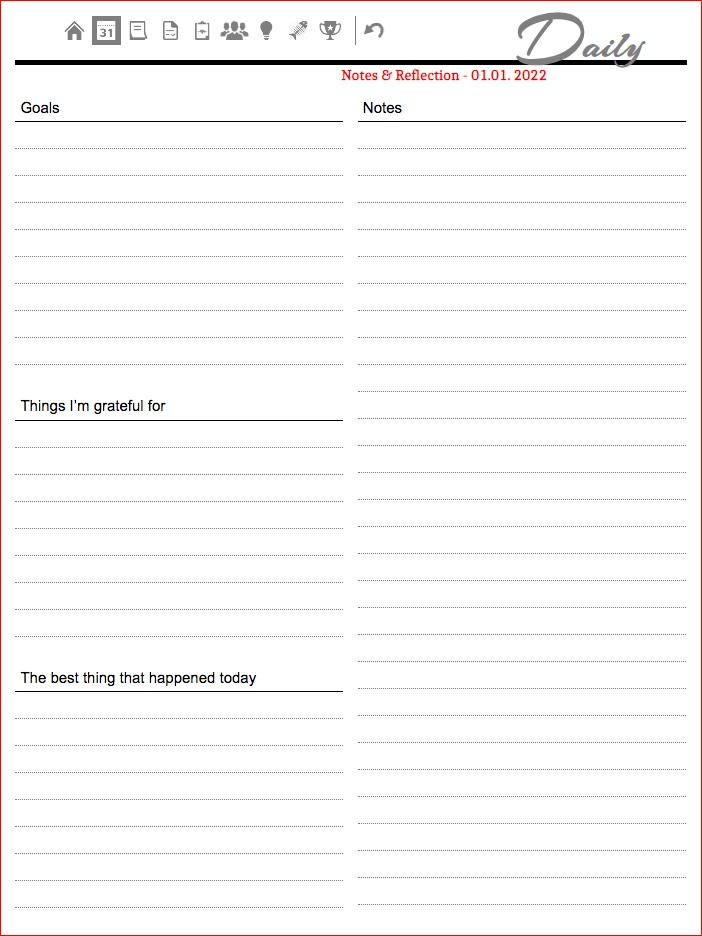 31
Daily
Notes & Reflection - 01.01. 2022
Goals
Notes
Things I'm grateful for
The best thing that happened today